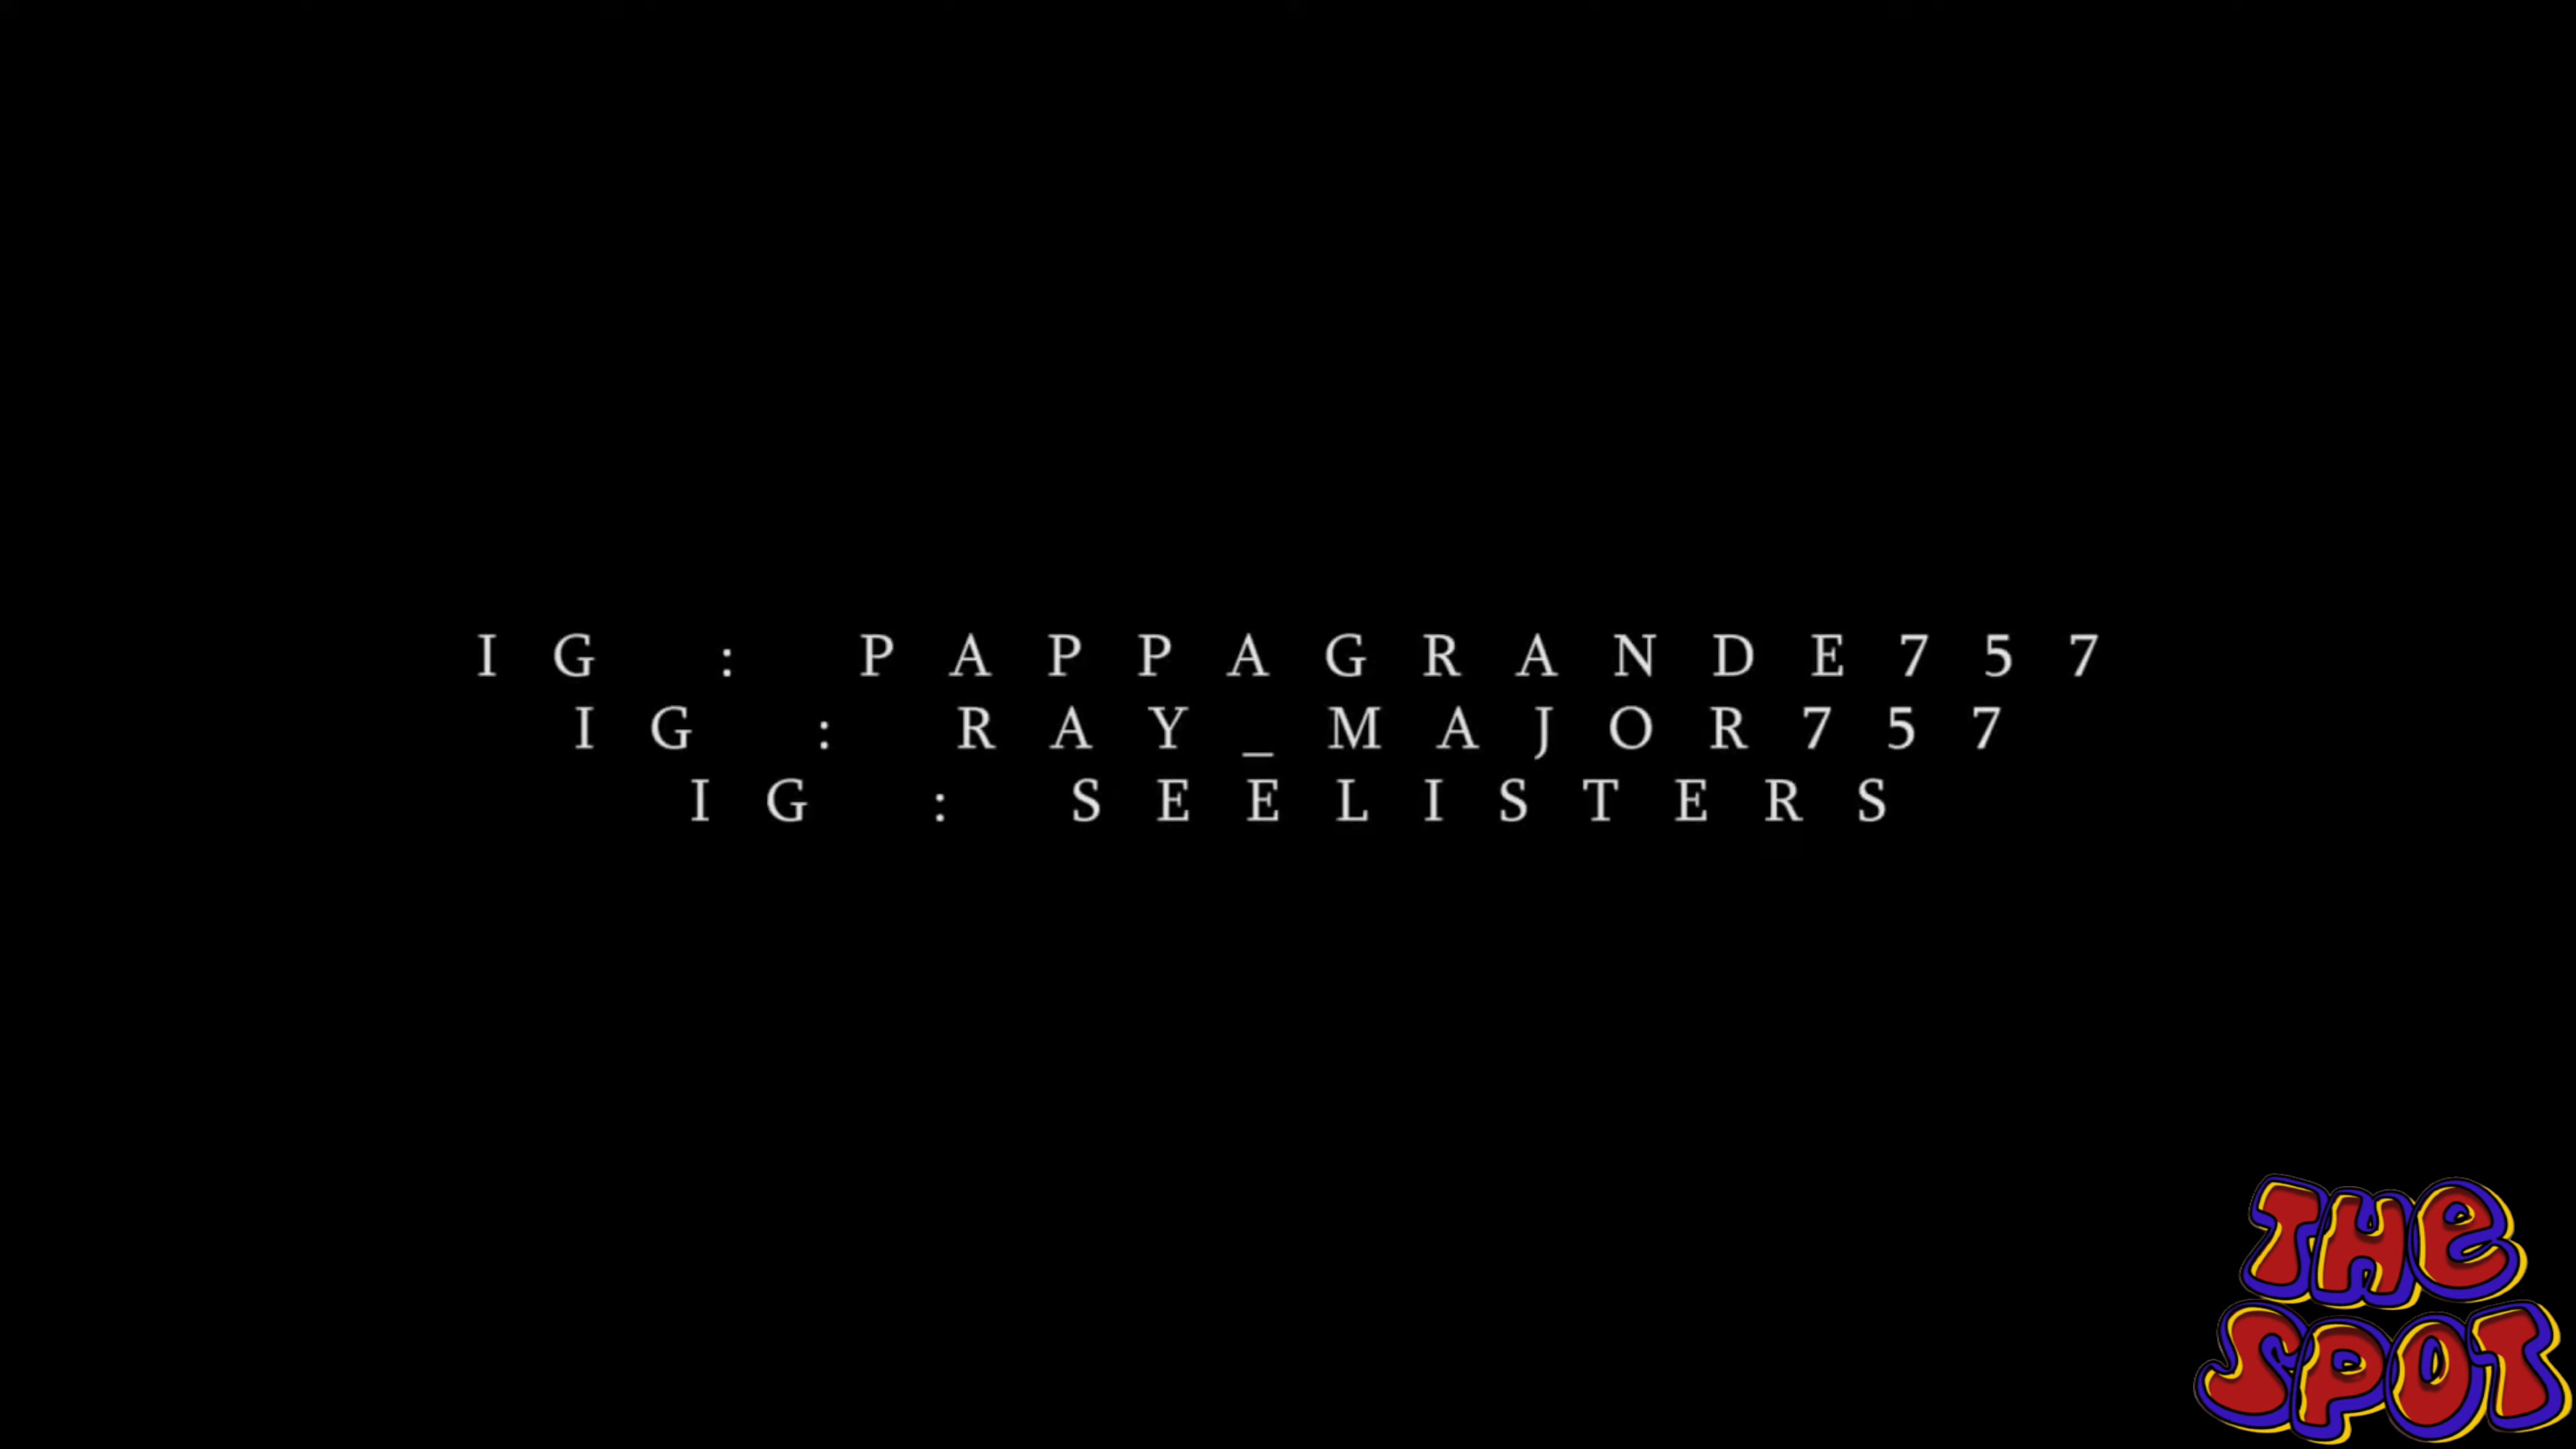 IG : PAPPAGRANDE757
IG : RAY_MAJOR757
IG : SEELISTERS
THE
SPOT